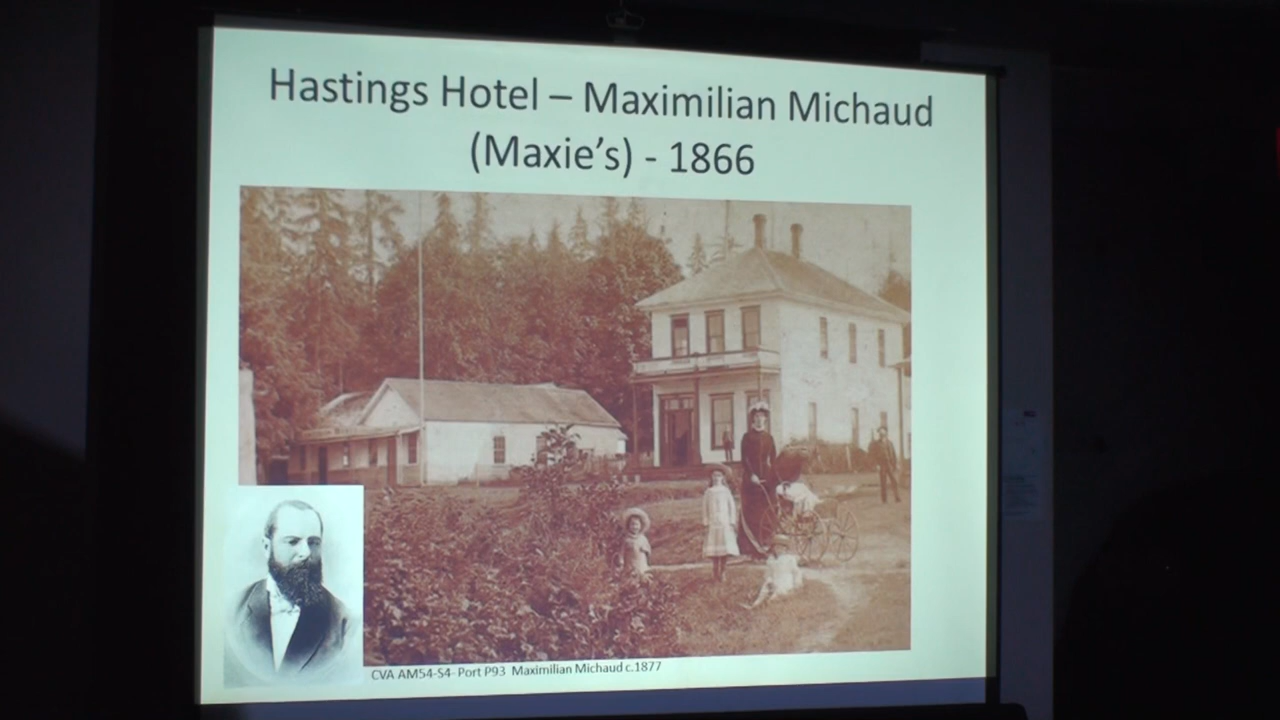 Hastings Hotel – Maximilian Michaud
(Maxie's) - 1866
CVA AM54-S4- Port P93 Maximilian Michaud c.1877